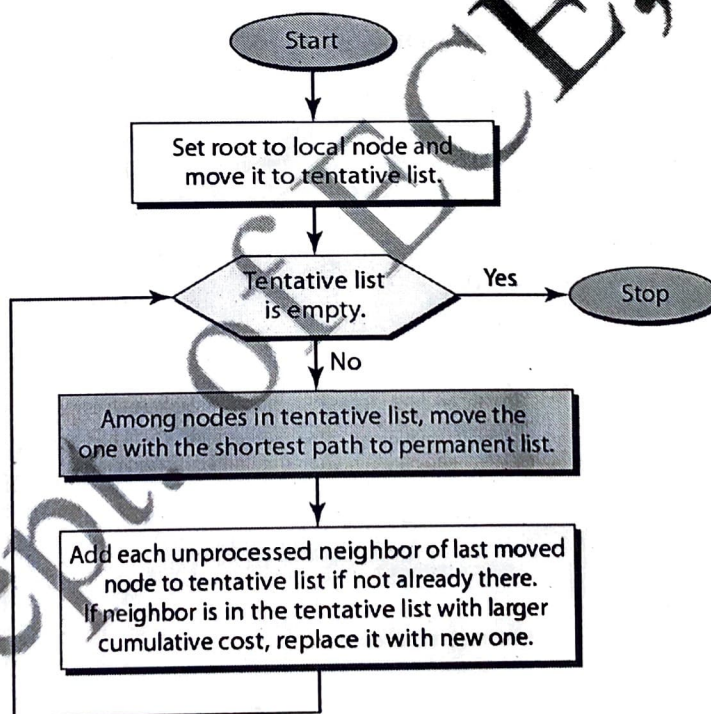 Start
Set root to local node and
move it to tentative list.
Tentative list
is empty.
Yes
Stop
No
Among nodes in tentative list, move the
one with the shortest path to permanent list.
Add each unprocessed neighbor of last moved
node to tentative list if not already there.
If neighbor is in the tentative list with larger
cumulative cost, replace it with new one.
ept. of ECE,